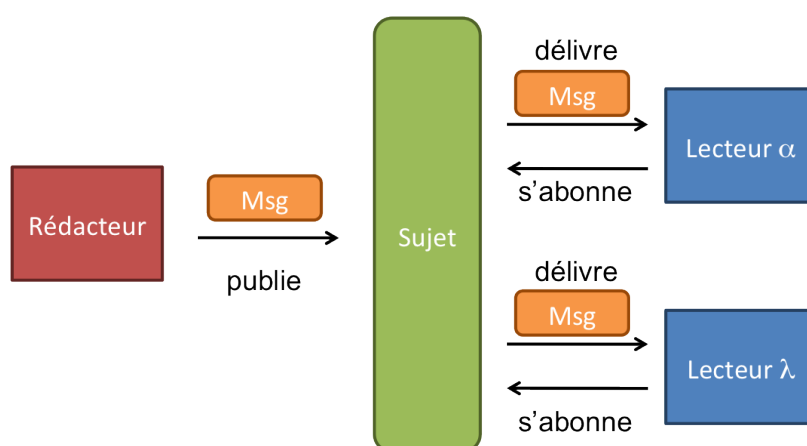 Rédacteur
Msg
publie
Sujet
délivre
Msg
s'abonne
Lecteur α
délivre
Msg
s'abonne
Lecteur λ